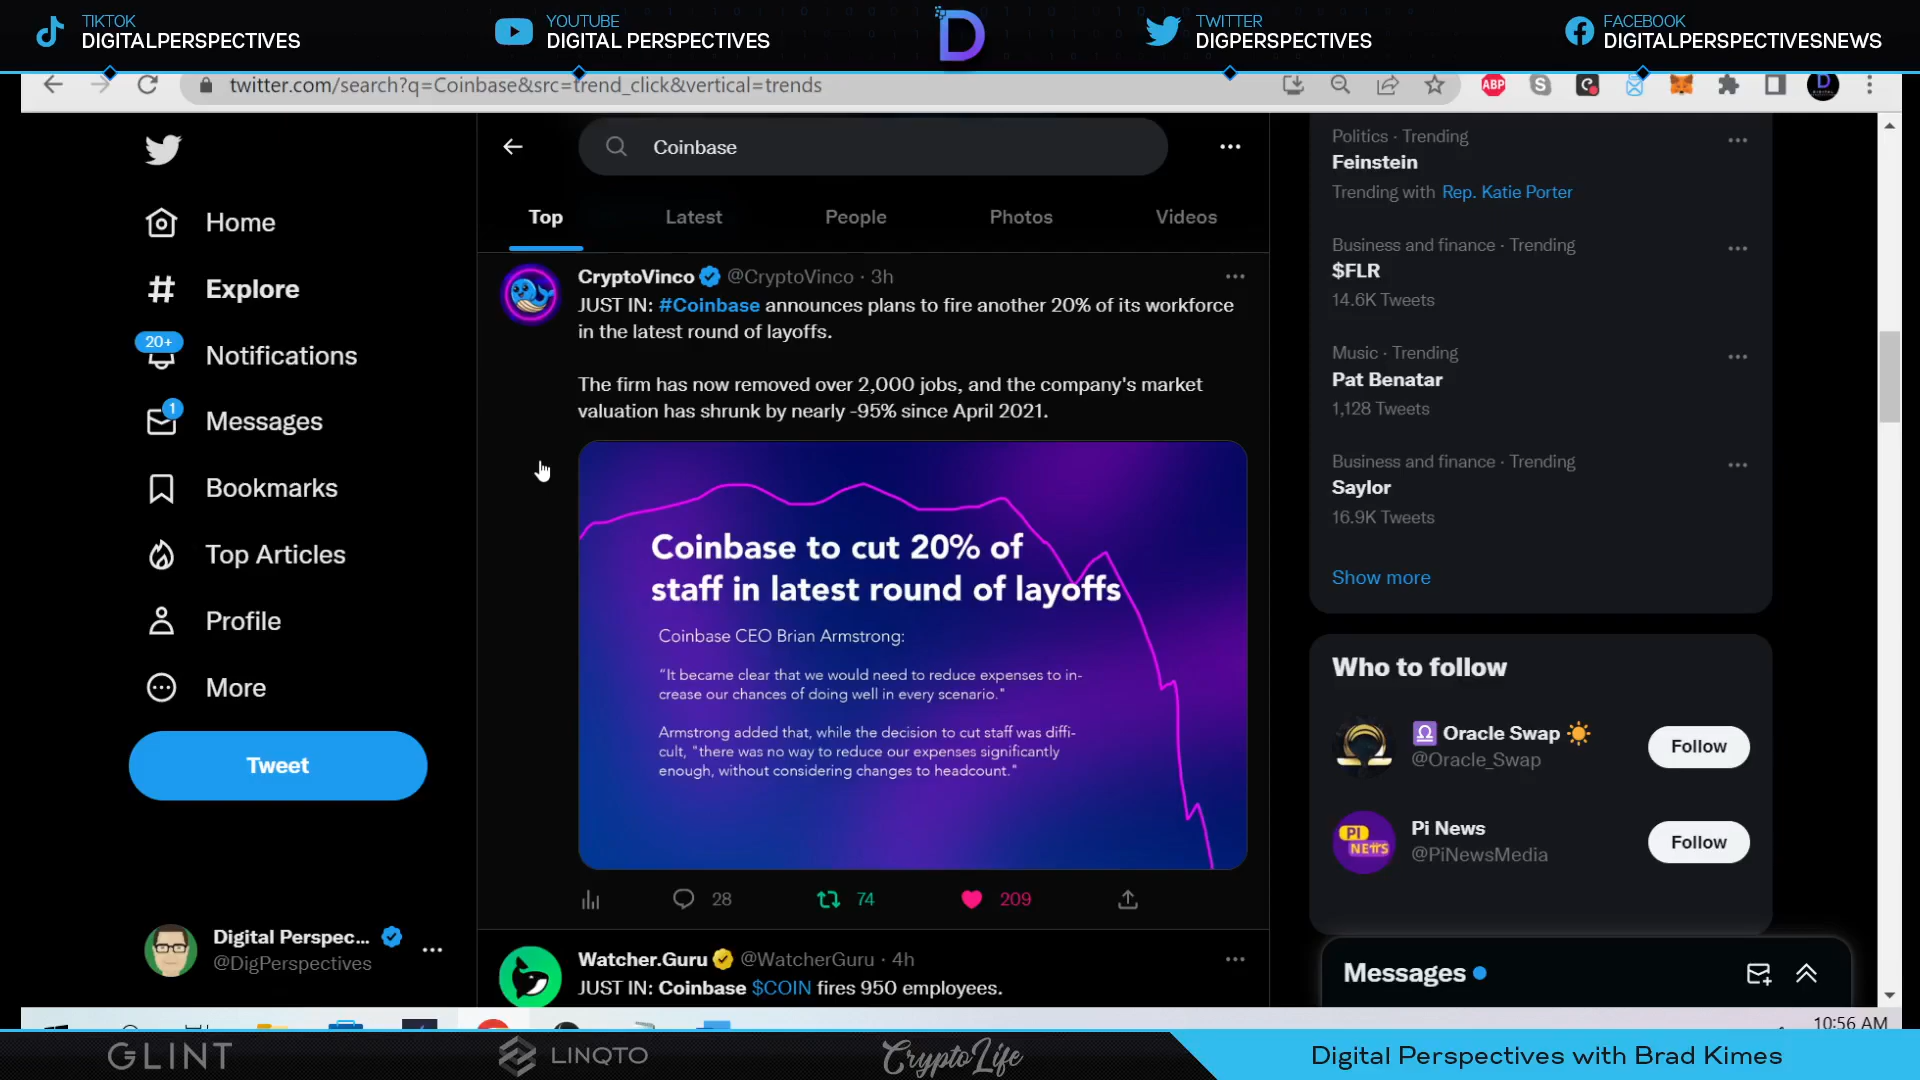 TIKTOK
DIGITALPERSPECTIVES
YOUTUBE
DIGITAL PERSPECTIVES
D
TWITTER
DIGPERSPECTIVES
FACEBOOK
DIGITALPERSPECTIVESNEWS
twitter.com/search?q=Coinbase&src=trend_click&vertical=trends
ABP
D
Home
Explore
20+
Notifications
1
Messages
Bookmarks
Top Articles
Profile
More
Tweet
Digital Perspec...
@DigPerspectives
Coinbase
Top
Latest
People
Photos
Videos
CryptoVinco @CryptoVinco · 3h
JUST IN: #Coinbase announces plans to fire another 20% of its workforce
in the latest round of layoffs.
The firm has now removed over 2,000 jobs, and the company's market
valuation has shrunk by nearly -95% since April 2021.
Coinbase to cut 20% of
staff in latest round of layoffs
Coinbase CEO Brian Armstrong:
"It became clear that we would need to reduce expenses to in-
crease our chances of doing well in every scenario."
Armstrong added that, while the decision to cut staff was diffi-
cult, "there was no way to reduce our expenses significantly
enough, without considering changes to headcount."
28
74
209
Watcher.Guru @WatcherGuru · 4h
JUST IN: Coinbase $COIN fires 950 employees.
Politics · Trending
Feinstein
Trending with Rep. Katie Porter
Business and finance · Trending
$FLR
14.6K Tweets
Music · Trending
Pat Benatar
1,128 Tweets
Business and finance · Trending
Saylor
16.9K Tweets
Show more
Who to follow
Oracle Swap
@Oracle_Swap
Follow
PI
NEWS
Pi News
@PiNewsMedia
Follow
Messages
10:56 AM
GLINT
LINQTO
CryptoLife
Digital Perspectives with Brad Kimes